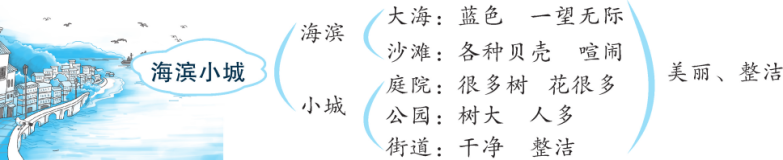 海滨小城
海滨
大海：蓝色 一望无际
沙滩：各种贝壳 喧闹
小城
庭院：很多树 花很多
公园：树大 人多
街道：干净 整洁
美丽、整洁